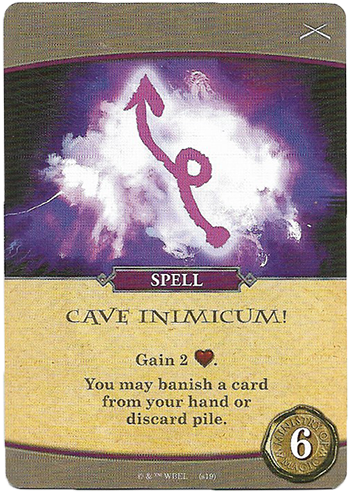 SPELL
CAVE INIMICUM!
Gain 2 ❤.
You may banish a card
from your hand or
discard pile.
6
© & ™ WBEI. (s19)